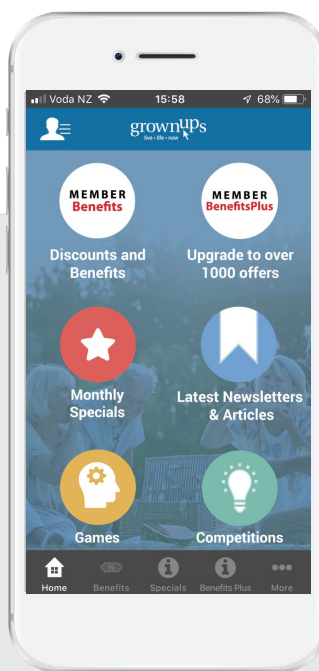 Voda NZ 15:58 68%
grownups
live • life • now
MEMBER
Benefits
MEMBER
BenefitsPlus
Discounts and
Benefits
Upgrade to over
1000 offers
Monthly
Specials
Latest Newsletters
& Articles
Games
Competitions
Home Benefits Specials Benefits Plus More